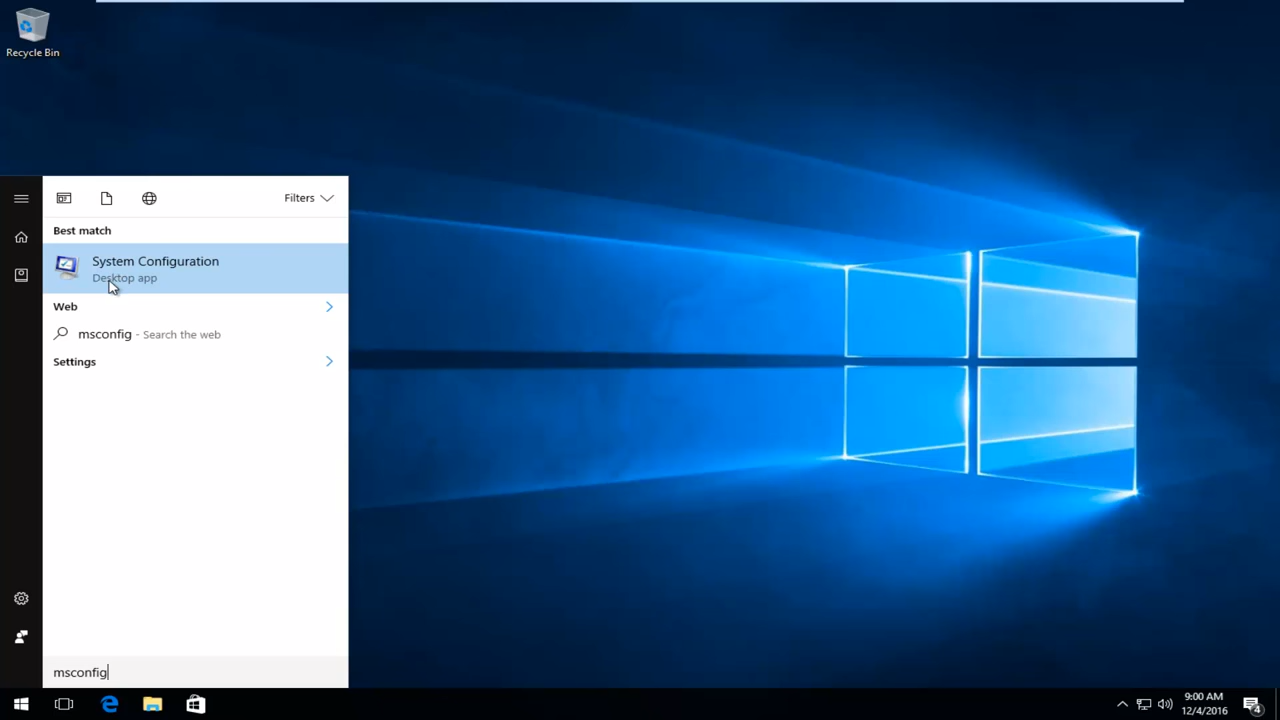 Recycle Bin
Filters
Best match
System Configuration
Desktop app
Web
msconfig - Search the web
Settings
msconfig
9:00 AM
12/4/2016
4